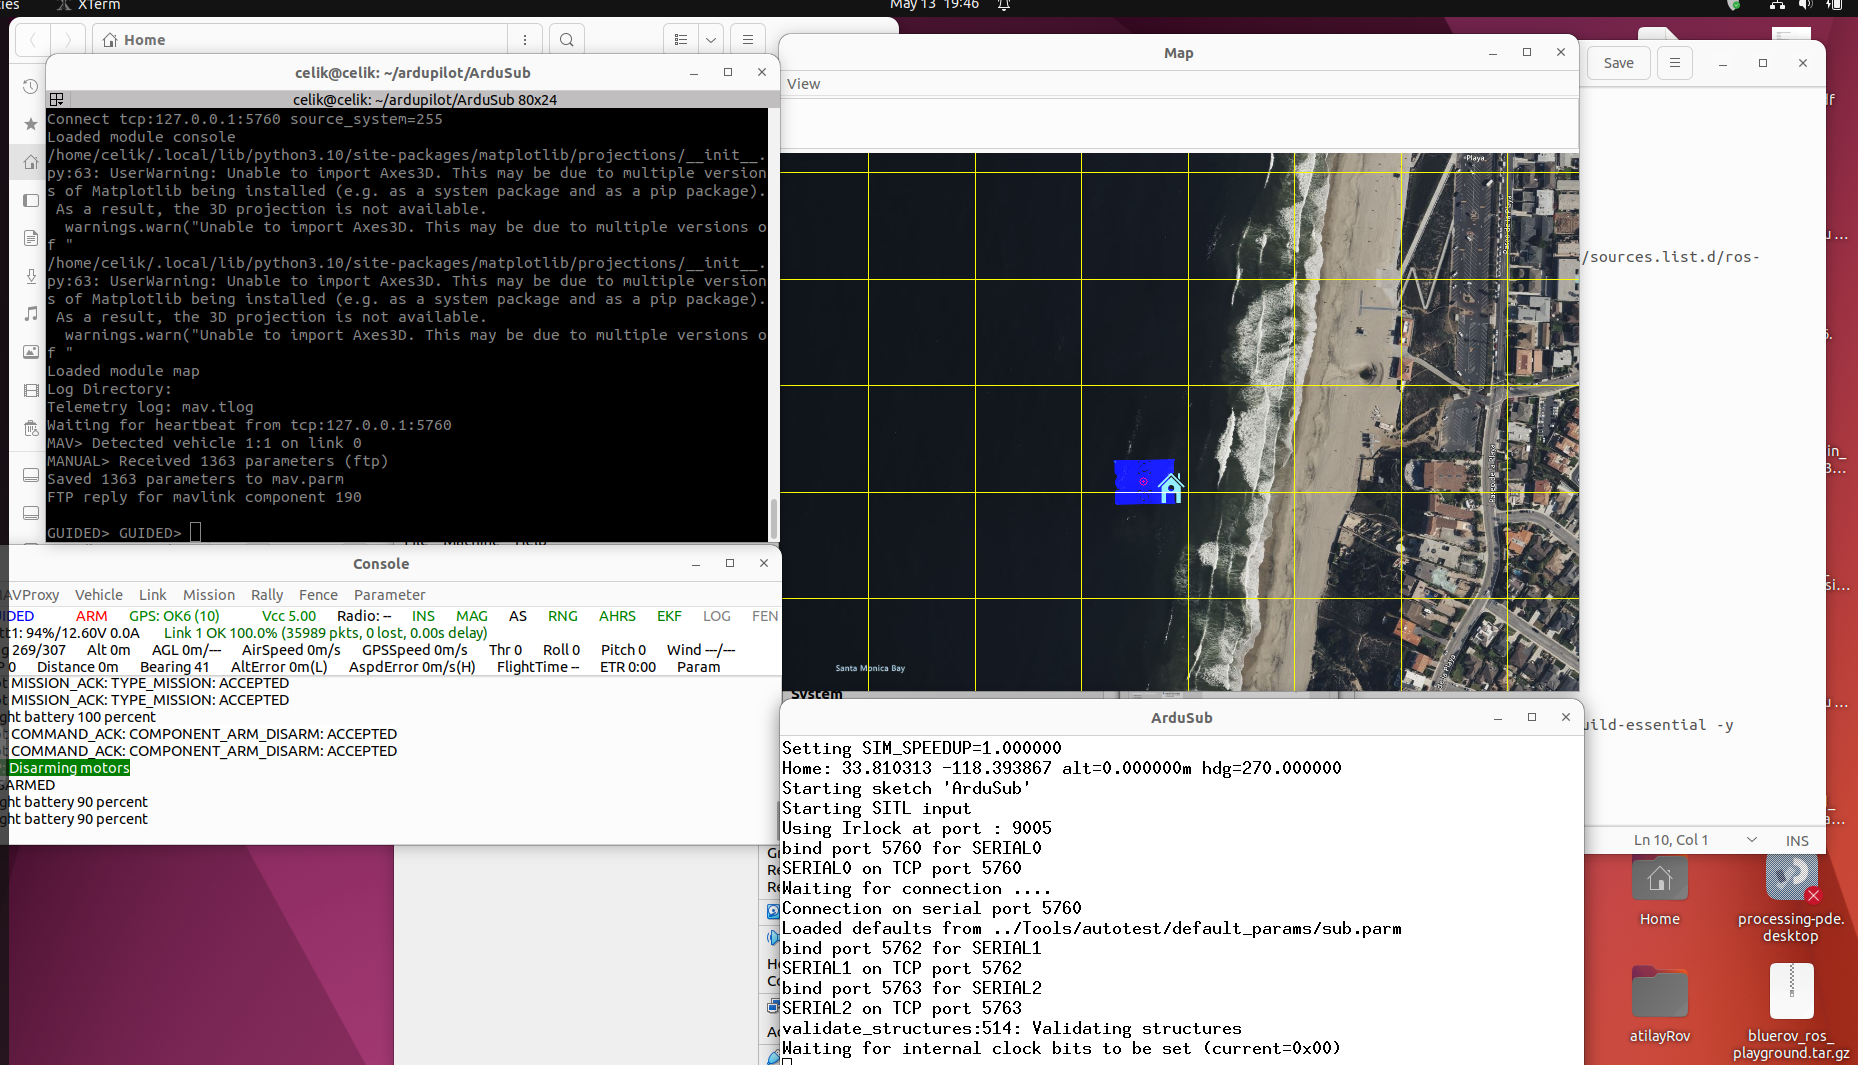 XTerm
May 13 19:46
Home
celik@celik: ~/ardupilot/ArduSub
celik@celik: ~/ardupilot/ArduSub 80x24
Connect tcp:127.0.0.1:5760 source_system=255
Loaded module console
/home/celik/.local/lib/python3.10/site-packages/matplotlib/projections/__init__.
py:63: UserWarning: Unable to import Axes3D. This may be due to multiple version
s of Matplotlib being installed (e.g. as a system package and as a pip package).
As a result, the 3D projection is not available.
warnings.warn("Unable to import Axes3D. This may be due to multiple versions o
f "
/home/celik/.local/lib/python3.10/site-packages/matplotlib/projections/__init__.
py:63: UserWarning: Unable to import Axes3D. This may be due to multiple version
s of Matplotlib being installed (e.g. as a system package and as a pip package).
As a result, the 3D projection is not available.
warnings.warn("Unable to import Axes3D. This may be due to multiple versions o
f "
Loaded module map
Log Directory:
Telemetry log: mav.tlog
Waiting for heartbeat from tcp:127.0.0.1:5760
MAV> Detected vehicle 1:1 on link 0
MANUAL> Received 1363 parameters (ftp)
Saved 1363 parameters to mav.parm
FTP reply for mavlink component 190
GUIDED> GUIDED>
Console
MAVProxy Vehicle Link Mission Rally Fence Parameter
IDED ARM GPS: OK6 (10) Vcc 5.00 Radio: -- INS MAG AS RNG AHRS EKF LOG FEN
tt1: 94%/12.60V 0.0A Link 1 OK 100.0% (35989 pkts, 0 lost, 0.00s delay)
g 269/307 Alt 0m AGL 0m/--- AirSpeed 0m/s GPSSpeed 0m/s Thr 0 Roll 0 Pitch 0 Wind ---/---
P 0 Distance 0m Bearing 41 AltError 0m(L) AspdError 0m/s(H) FlightTime -- ETR 0:00 Param
t MISSION_ACK: TYPE_MISSION: ACCEPTED
t MISSION_ACK: TYPE_MISSION: ACCEPTED
ght battery 100 percent
t COMMAND_ACK: COMPONENT_ARM_DISARM: ACCEPTED
t COMMAND_ACK: COMPONENT_ARM_DISARM: ACCEPTED
: Disarming motors
SARMED
ght battery 90 percent
ght battery 90 percent
Map
View
Santa Monica Bay
Paseo de la Playa
System
ArduSub
Setting SIM_SPEEDUP=1.000000
Home: 33.810313 -118.393867 alt=0.000000m hdg=270.000000
Starting sketch 'ArduSub'
Starting SITL input
Using Irlock at port : 9005
bind port 5760 for SERIAL0
SERIAL0 on TCP port 5760
Waiting for connection ....
Connection on serial port 5760
Loaded defaults from ../Tools/autotest/default_params/sub.parm
bind port 5762 for SERIAL1
SERIAL1 on TCP port 5762
bind port 5763 for SERIAL2
SERIAL2 on TCP port 5763
validate_structures:514: Validating structures
Waiting for internal clock bits to be set (current=0x00)
Save
/sources.list.d/ros-
uild-essential -y
Ln 10, Col 1
INS
Home
processing-pde.
desktop
atilayRov
bluerov_ros_
playground.tar.gz